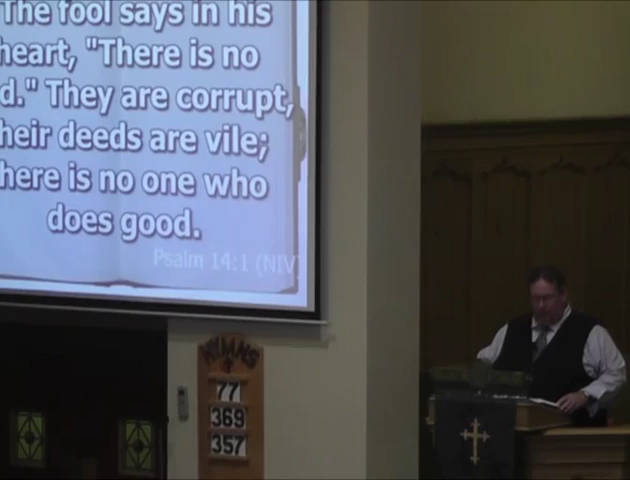 The fool says in his
heart, "There is no
d." They are corrupt,
heir deeds are vile;
here is no one who
does good.
Psalm 14:1 (NIV)
HYMNS
77
369
357